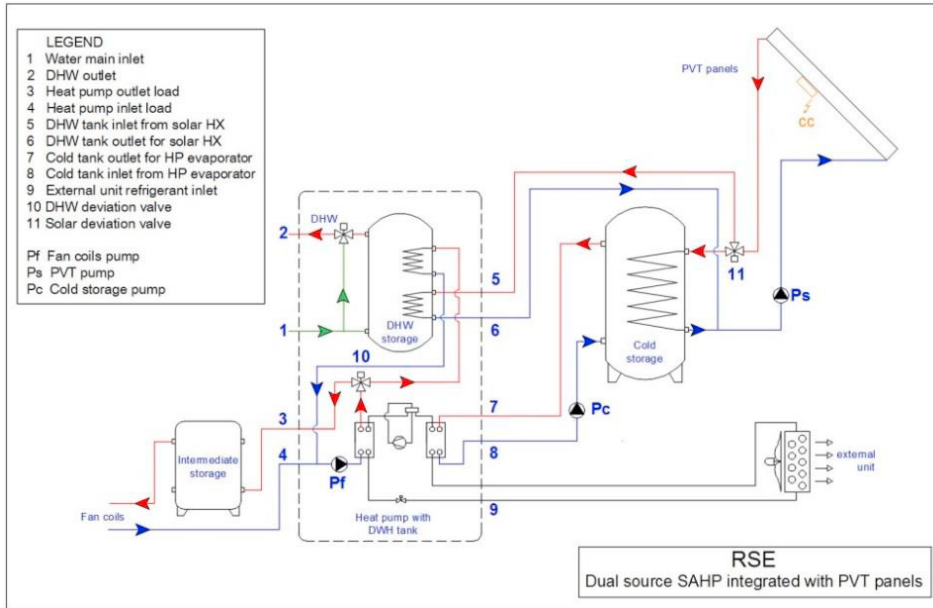 LEGEND
1 Water main inlet
2 DHW outlet
3 Heat pump outlet load
4 Heat pump inlet load
5 DHW tank inlet from solar HX
6 DHW tank outlet for solar HX
7 Cold tank outlet for HP evaporator
8 Cold tank inlet from HP evaporator
9 External unit refrigerant inlet
10 DHW deviation valve
11 Solar deviation valve
Pf Fan coils pump
Ps PVT pump
Pc Cold storage pump
PVT panels
CC
2
DHW
5
11
Ps
1
DHW
storage
6
Cold
storage
10
3
7
Pc
Intermediate
storage
4
Pf
8
external
unit
Fan coils
Heat pump with
DWH tank
9
RSE
Dual source SAHP integrated with PVT panels